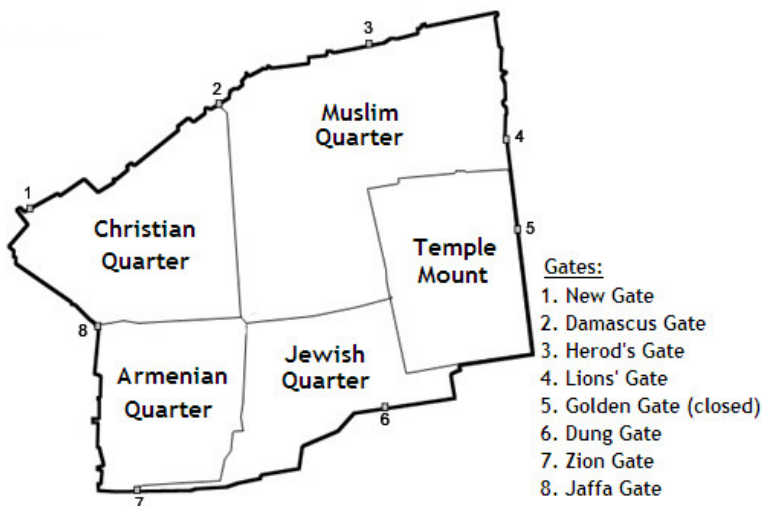 3
2
Muslim
Quarter
4
1
Christian
Quarter
5
Temple
Mount
Gates:
1. New Gate
2. Damascus Gate
3. Herod's Gate
4. Lions' Gate
5. Golden Gate (closed)
6. Dung Gate
7. Zion Gate
8. Jaffa Gate
8
Jewish
Quarter
Armenian
Quarter
6
7